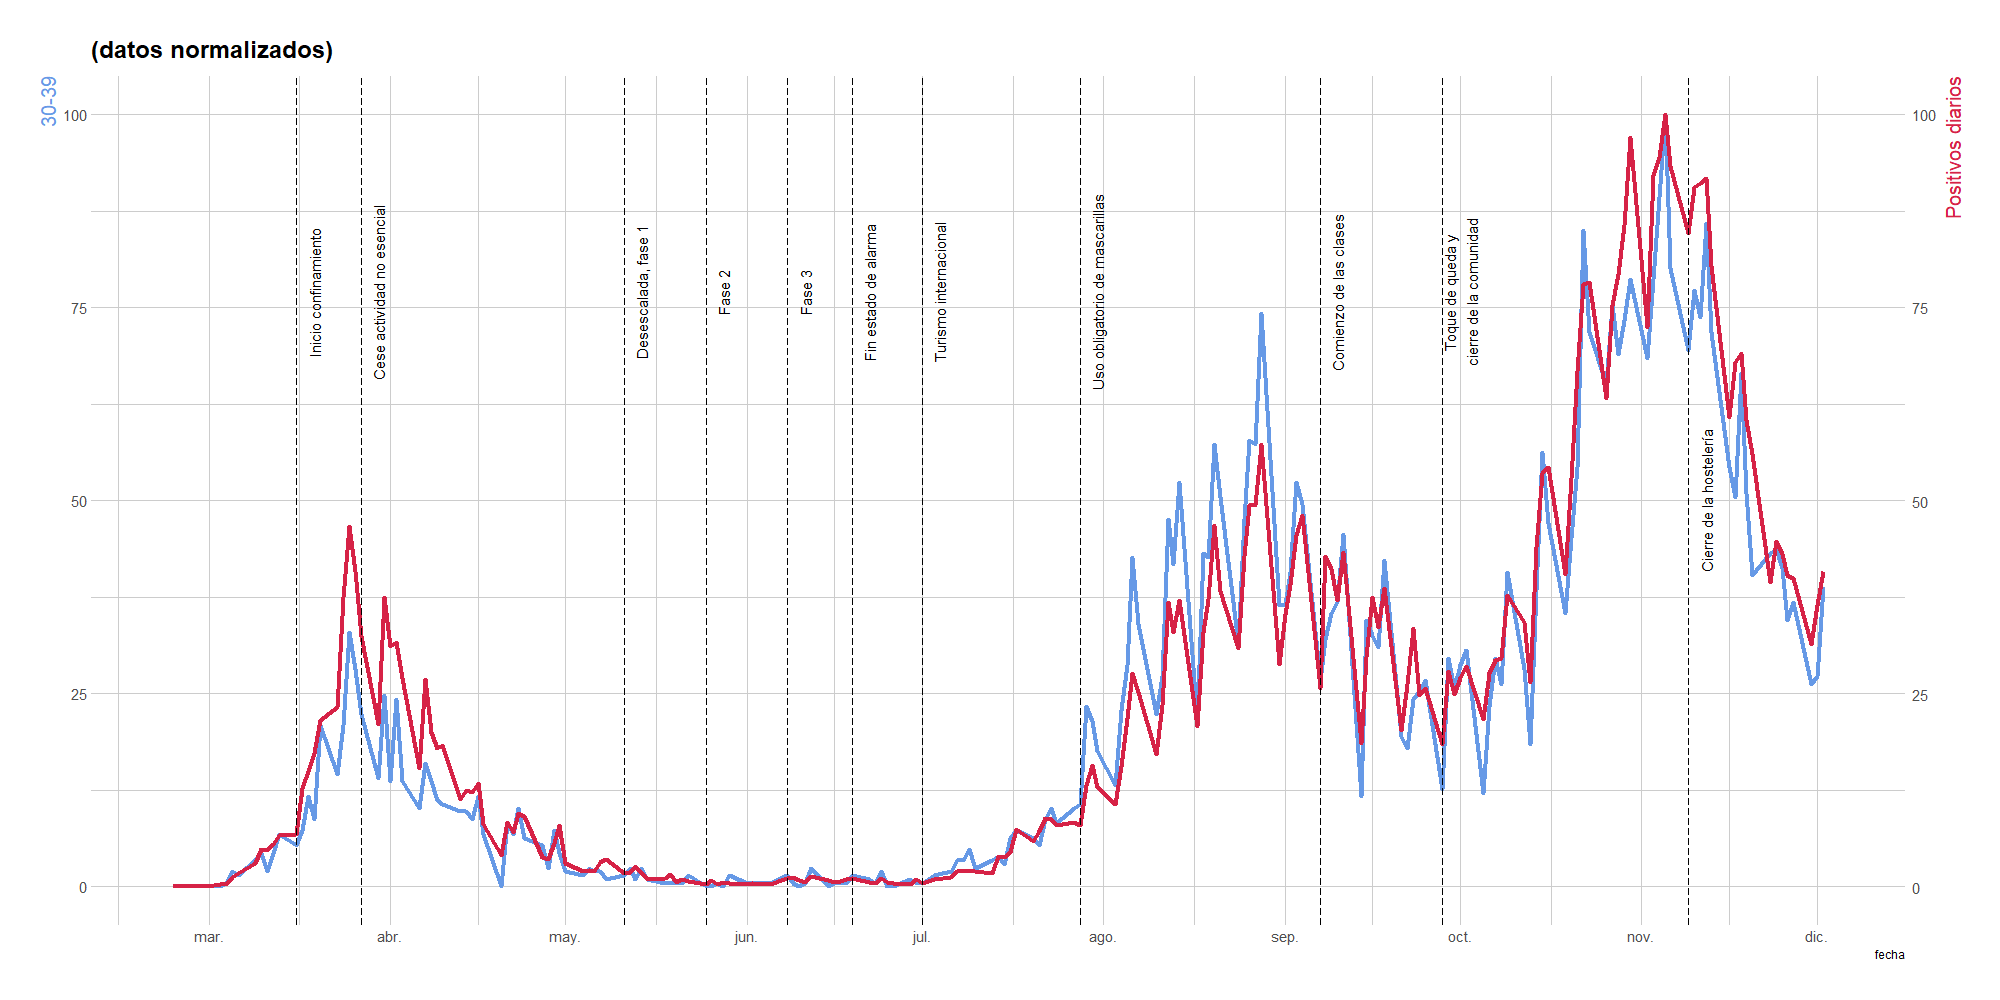 (datos normalizados)
30-39
Positivos diarios
100
75
50
25
0
100
75
50
25
0
Inicio confinamiento
Cese actividad no esencial
Desescalada, fase 1
Fase 2
Fase 3
Fin estado de alarma
Turismo internacional
Uso obligatorio de mascarillas
Comienzo de las clases
Toque de queda y
cierre de la comunidad
Cierre de la hostelería
mar.
abr.
may.
jun.
jul.
ago.
sep.
oct.
nov.
dic.
fecha